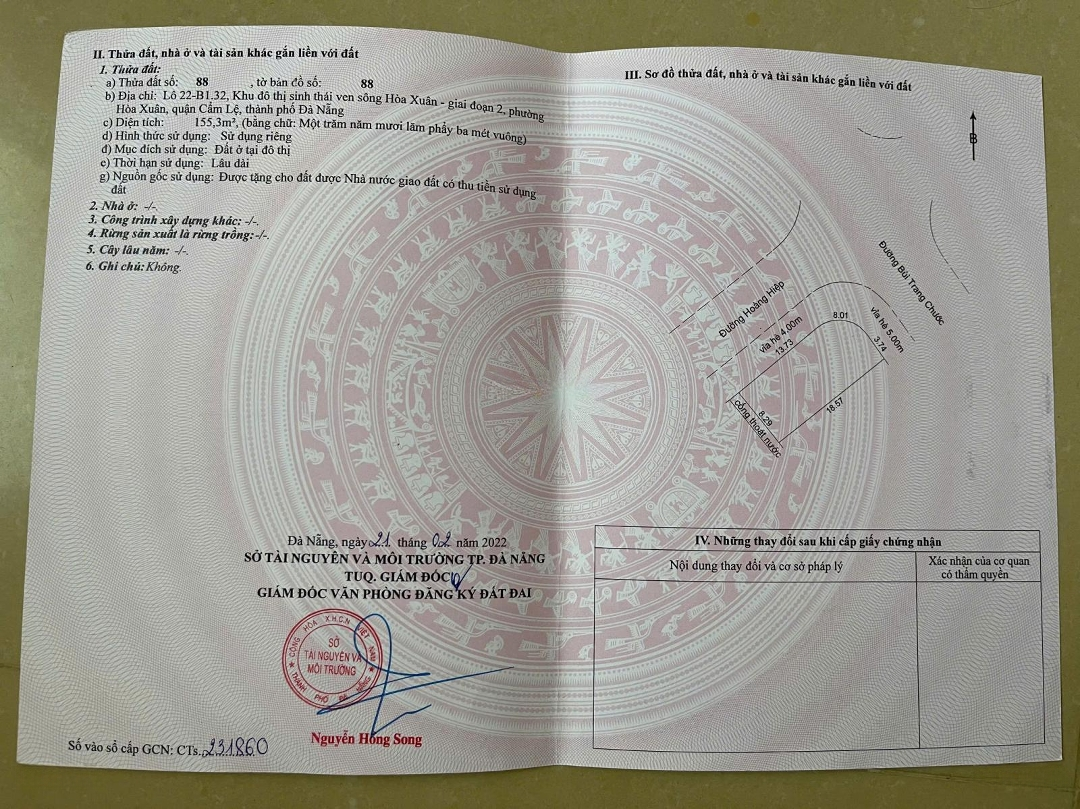 II. Thửa đất, nhà ở và tài sản khác gắn liền với đất
1. Thửa đất:
a) Thửa đất số: 88 , tờ bản đồ số: 88
b) Địa chỉ: Lô 22-B1.32, Khu đô thị sinh thái ven sông Hòa Xuân - giai đoạn 2, phường
Hòa Xuân, quận Cẩm Lệ, thành phố Đà Nẵng
c) Diện tích: 155,3m², (bằng chữ: Một trăm năm mươi lăm phẩy ba mét vuông)
d) Hình thức sử dụng: Sử dụng riêng
đ) Mục đích sử dụng: Đất ở tại đô thị
e) Thời hạn sử dụng: Lâu dài
g) Nguồn gốc sử dụng: Được tặng cho đất được Nhà nước giao đất có thu tiền sử dụng
đất
2. Nhà ở: -/-.
3. Công trình xây dựng khác: -/-.
4. Rừng sản xuất là rừng trồng:-/-.
5. Cây lâu năm: -/-
6. Ghi chú: Không.
Đà Nẵng, ngày 21 tháng 02 năm 2022
SỞ TÀI NGUYÊN VÀ MÔI TRƯỜNG TP. ĐÀ NẴNG
TUQ. GIÁM ĐỐC
GIÁM ĐỐC VĂN PHÒNG ĐĂNG KÝ ĐẤT ĐAI
CỘNG HÒA X.H.C.N VIỆT NAM
SỞ
TÀI NGUYÊN VÀ
MÔI TRƯỜNG
THÀNH PHỐ ĐÀ NẴNG
Nguyễn Hồng Song
Số vào sổ cấp GCN: CTs. 231860
III. Sơ đồ thửa đất, nhà ở và tài sản khác gắn liền với đất
B
Đường Bùi Trang Chước
Đường Hoàng Hiệp
vỉa hè 5.00m
vỉa hè 4.00m
8.01
3.74
13.73
18.57
8.29
cống thoát nước
IV. Những thay đổi sau khi cấp giấy chứng nhận
Nội dung thay đổi và cơ sở pháp lý
Xác nhận của cơ quan
có thẩm quyền